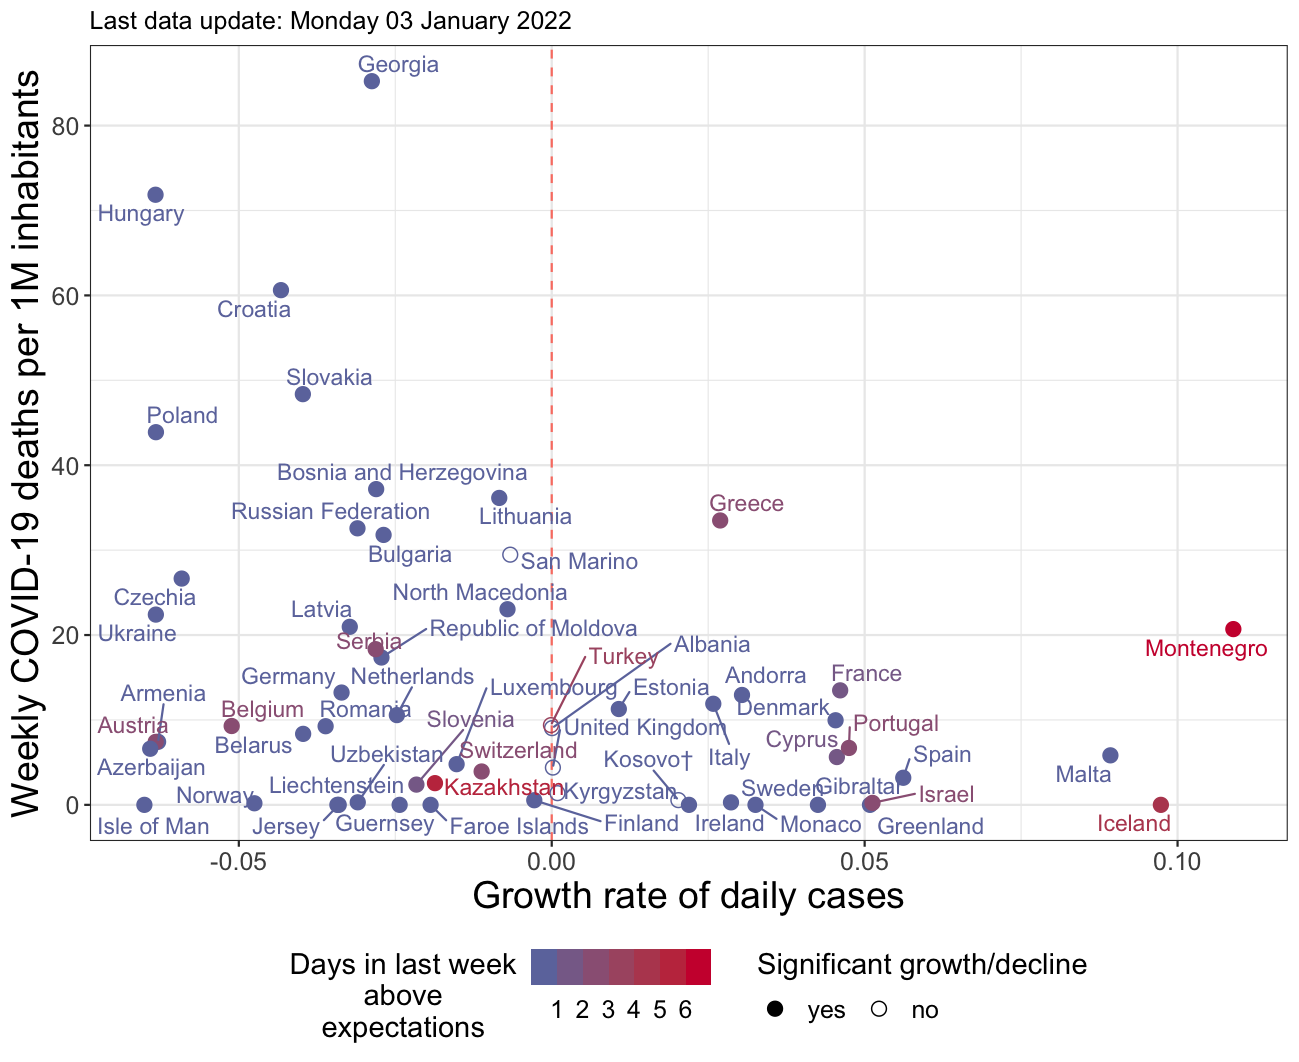 Last data update: Monday 03 January 2022
Weekly COVID-19 deaths per 1M inhabitants
80
60
40
20
0
Georgia
Hungary
Croatia
Slovakia
Poland
Bosnia and Herzegovina
Russian Federation
Lithuania
Greece
Bulgaria
San Marino
Czechia
North Macedonia
Latvia
Ukraine
Republic of Moldova
Serbia
Albania
Montenegro
Turkey
Germany
Netherlands
Andorra
France
Armenia
Luxembourg
Estonia
Belgium
Romania
Denmark
Austria
Slovenia
United Kingdom
Portugal
Belarus
Uzbekistan
Switzerland
Cyprus
Spain
Azerbaijan
Kosovo†
Italy
Malta
Liechtenstein
Kazakhstan
Kyrgyzstan
Sweden
Gibraltar
Norway
Israel
Isle of Man
Jersey
Guernsey
Faroe Islands
Finland
Ireland
Monaco
Greenland
Iceland
-0.05
0.00
0.05
0.10
Growth rate of daily cases
Days in last week
above
expectations
1 2 3 4 5 6
Significant growth/decline
yes
no